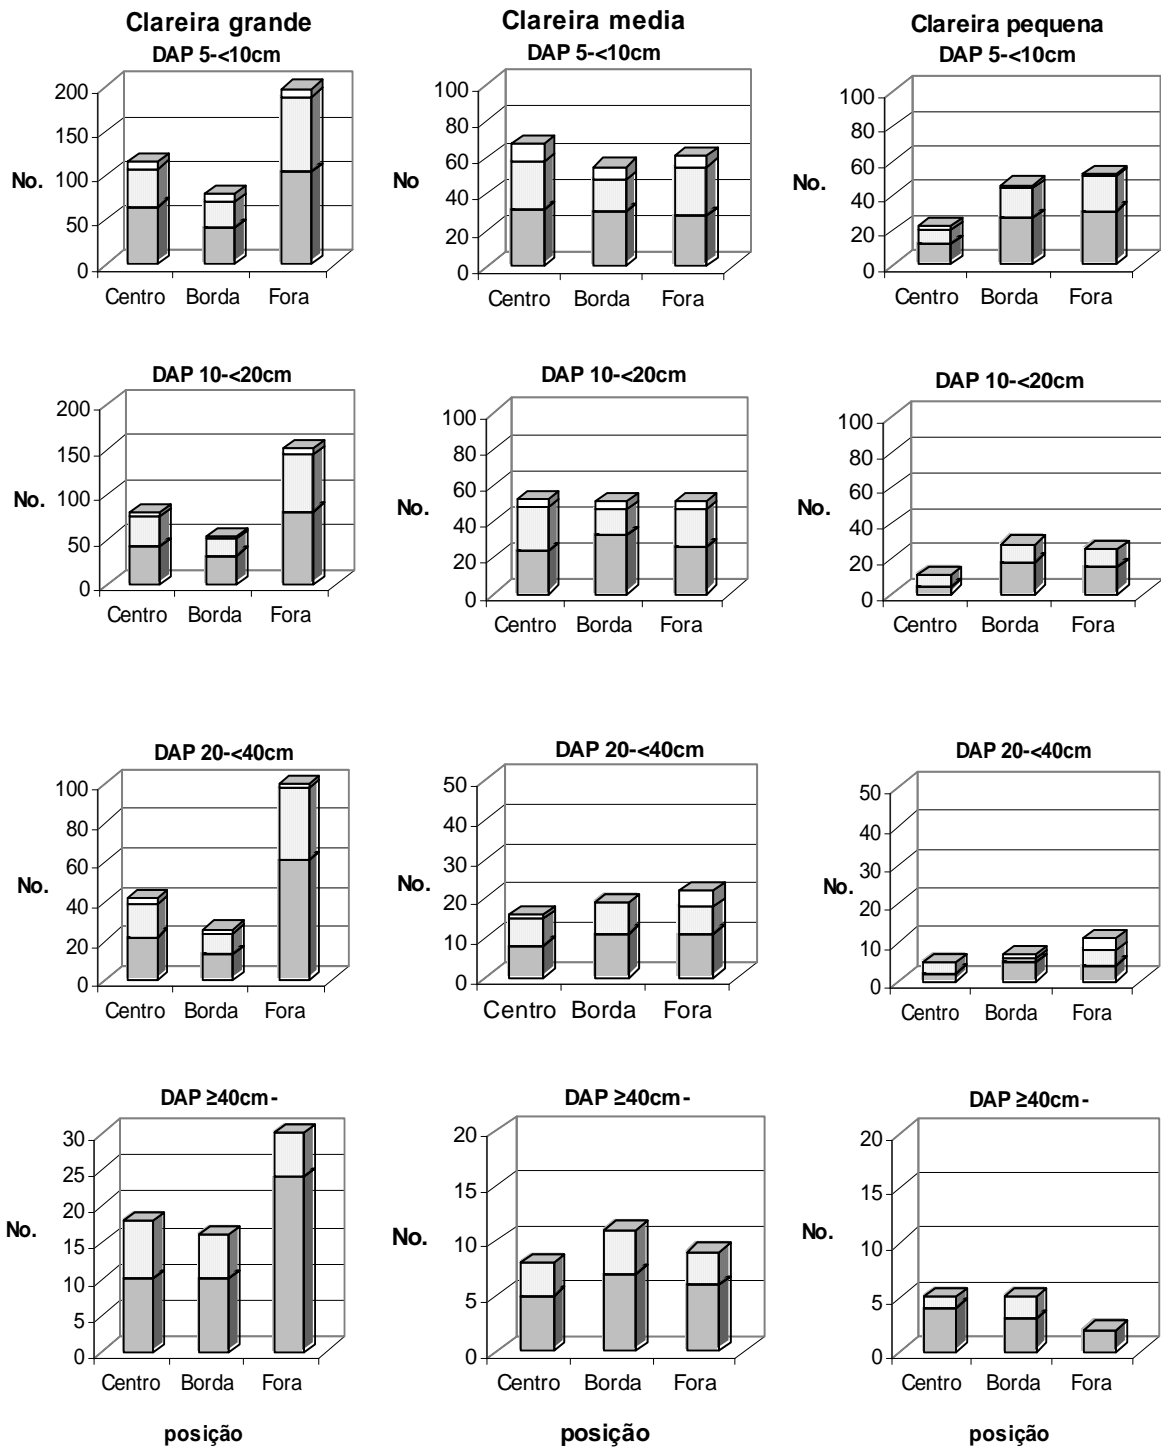 Clareira grande
DAP 5-<10cm
200
150
100
50
0
No.
Centro Borda Fora
Clareira media
DAP 5-<10cm
100
80
60
40
20
0
No
Centro Borda Fora
Clareira pequena
DAP 5-<10cm
100
80
60
40
20
0
No.
Centro Borda Fora
DAP 10-<20cm
200
150
100
50
0
No.
Centro Borda Fora
DAP 10-<20cm
100
80
60
40
20
0
No.
Centro Borda Fora
DAP 10-<20cm
100
80
60
40
20
0
No.
Centro Borda Fora
DAP 20-<40cm
100
80
60
40
20
0
No.
Centro Borda Fora
DAP 20-<40cm
50
40
30
20
10
0
No.
Centro Borda Fora
DAP 20-<40cm
50
40
30
20
10
0
No.
Centro Borda Fora
DAP ≥40cm-
30
25
20
15
10
5
0
No.
Centro Borda Fora
posição
DAP ≥40cm-
20
15
10
5
0
No.
Centro Borda Fora
posição
DAP ≥40cm-
20
15
10
5
0
No.
Centro Borda Fora
posição